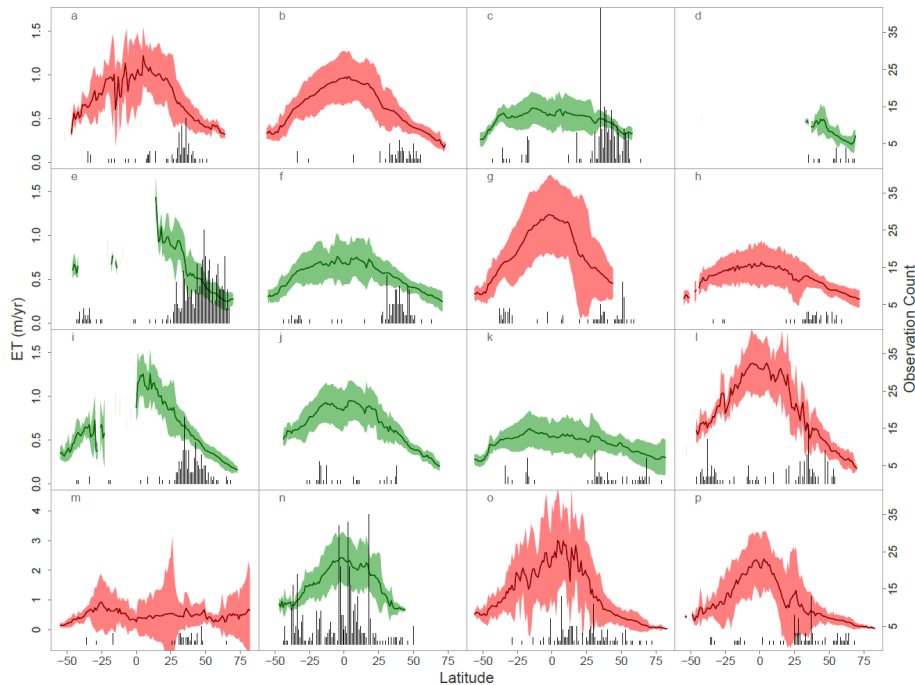 a b c d
1.5 35
1.0 25
15
0.5 5
0.0
e f g h
1.5 35
1.0 25
0.5 15
0.0 5
ET (m/yr) Observation Count
i j k l
1.5 35
1.0 25
0.5 15
0.0 5
m n o p
4 35
3 25
2
1 15
0 5
−50 −25 0 25 50 75 −50 −25 0 25 50 75 −50 −25 0 25 50 75 −50 −25 0 25 50 75
Latitude